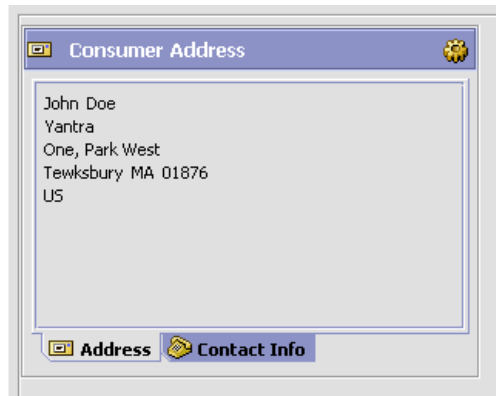 Consumer Address
John Doe
Yantra
One, Park West
Tewksbury MA 01876
US
Address Contact Info